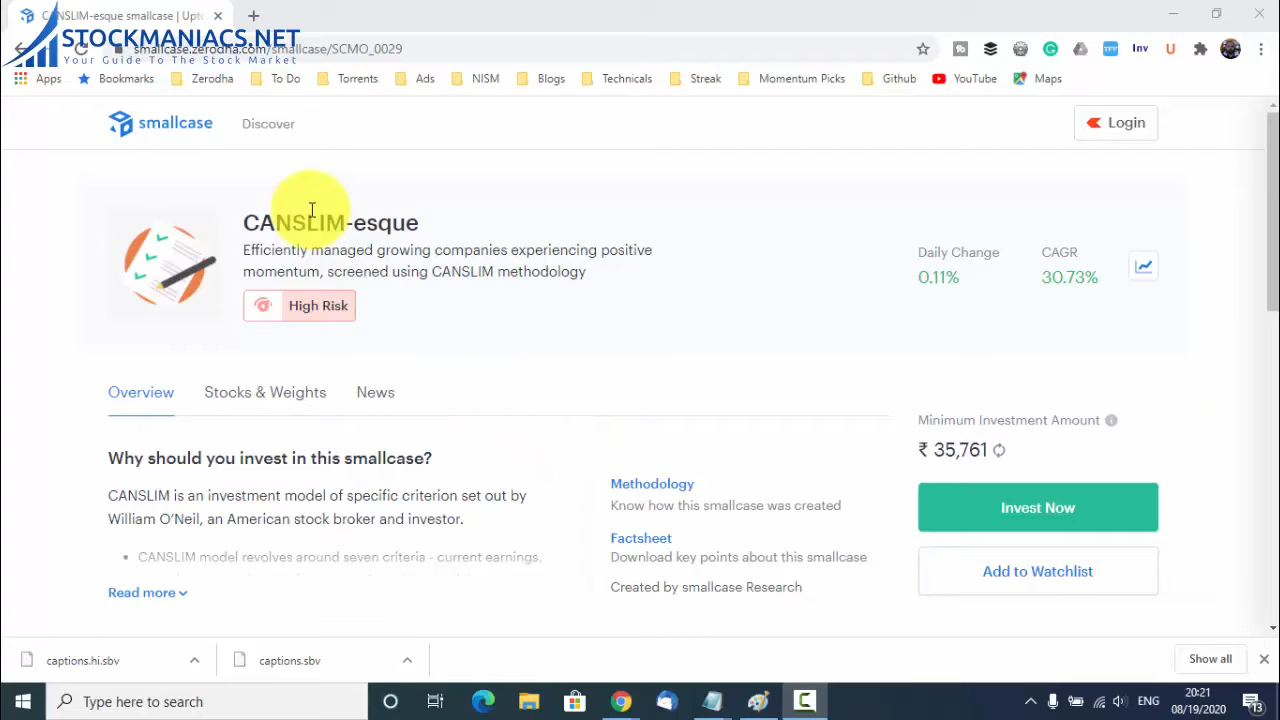 CANSLIM-esque smallcase | Upto
STOCKMANIACS.NET
Your Guide To The Stock Market
smallcase.zerodha.com/smallcase/SCMO_0029
TFF
Inv
U
Apps
Bookmarks
Zerodha
To Do
Torrents
Ads
NISM
Blogs
Technicals
Streak
Momentum Picks
Github
YouTube
Maps
smallcase
Discover
Login
CANSLIM-esque
Efficiently managed growing companies experiencing positive
momentum, screened using CANSLIM methodology
High Risk
Daily Change
CAGR
0.11%
30.73%
Overview
Stocks & Weights
News
Minimum Investment Amount
₹ 35,761
Why should you invest in this smallcase?
CANSLIM is an investment model of specific criterion set out by
William O’Neil, an American stock broker and investor.
• CANSLIM model revolves around seven criteria - current earnings,
Read more
Methodology
Know how this smallcase was created
Factsheet
Download key points about this smallcase
Created by smallcase Research
Invest Now
Add to Watchlist
captions.hi.sbv
captions.sbv
Show all
Type here to search
ENG
20:21
08/19/2020
13